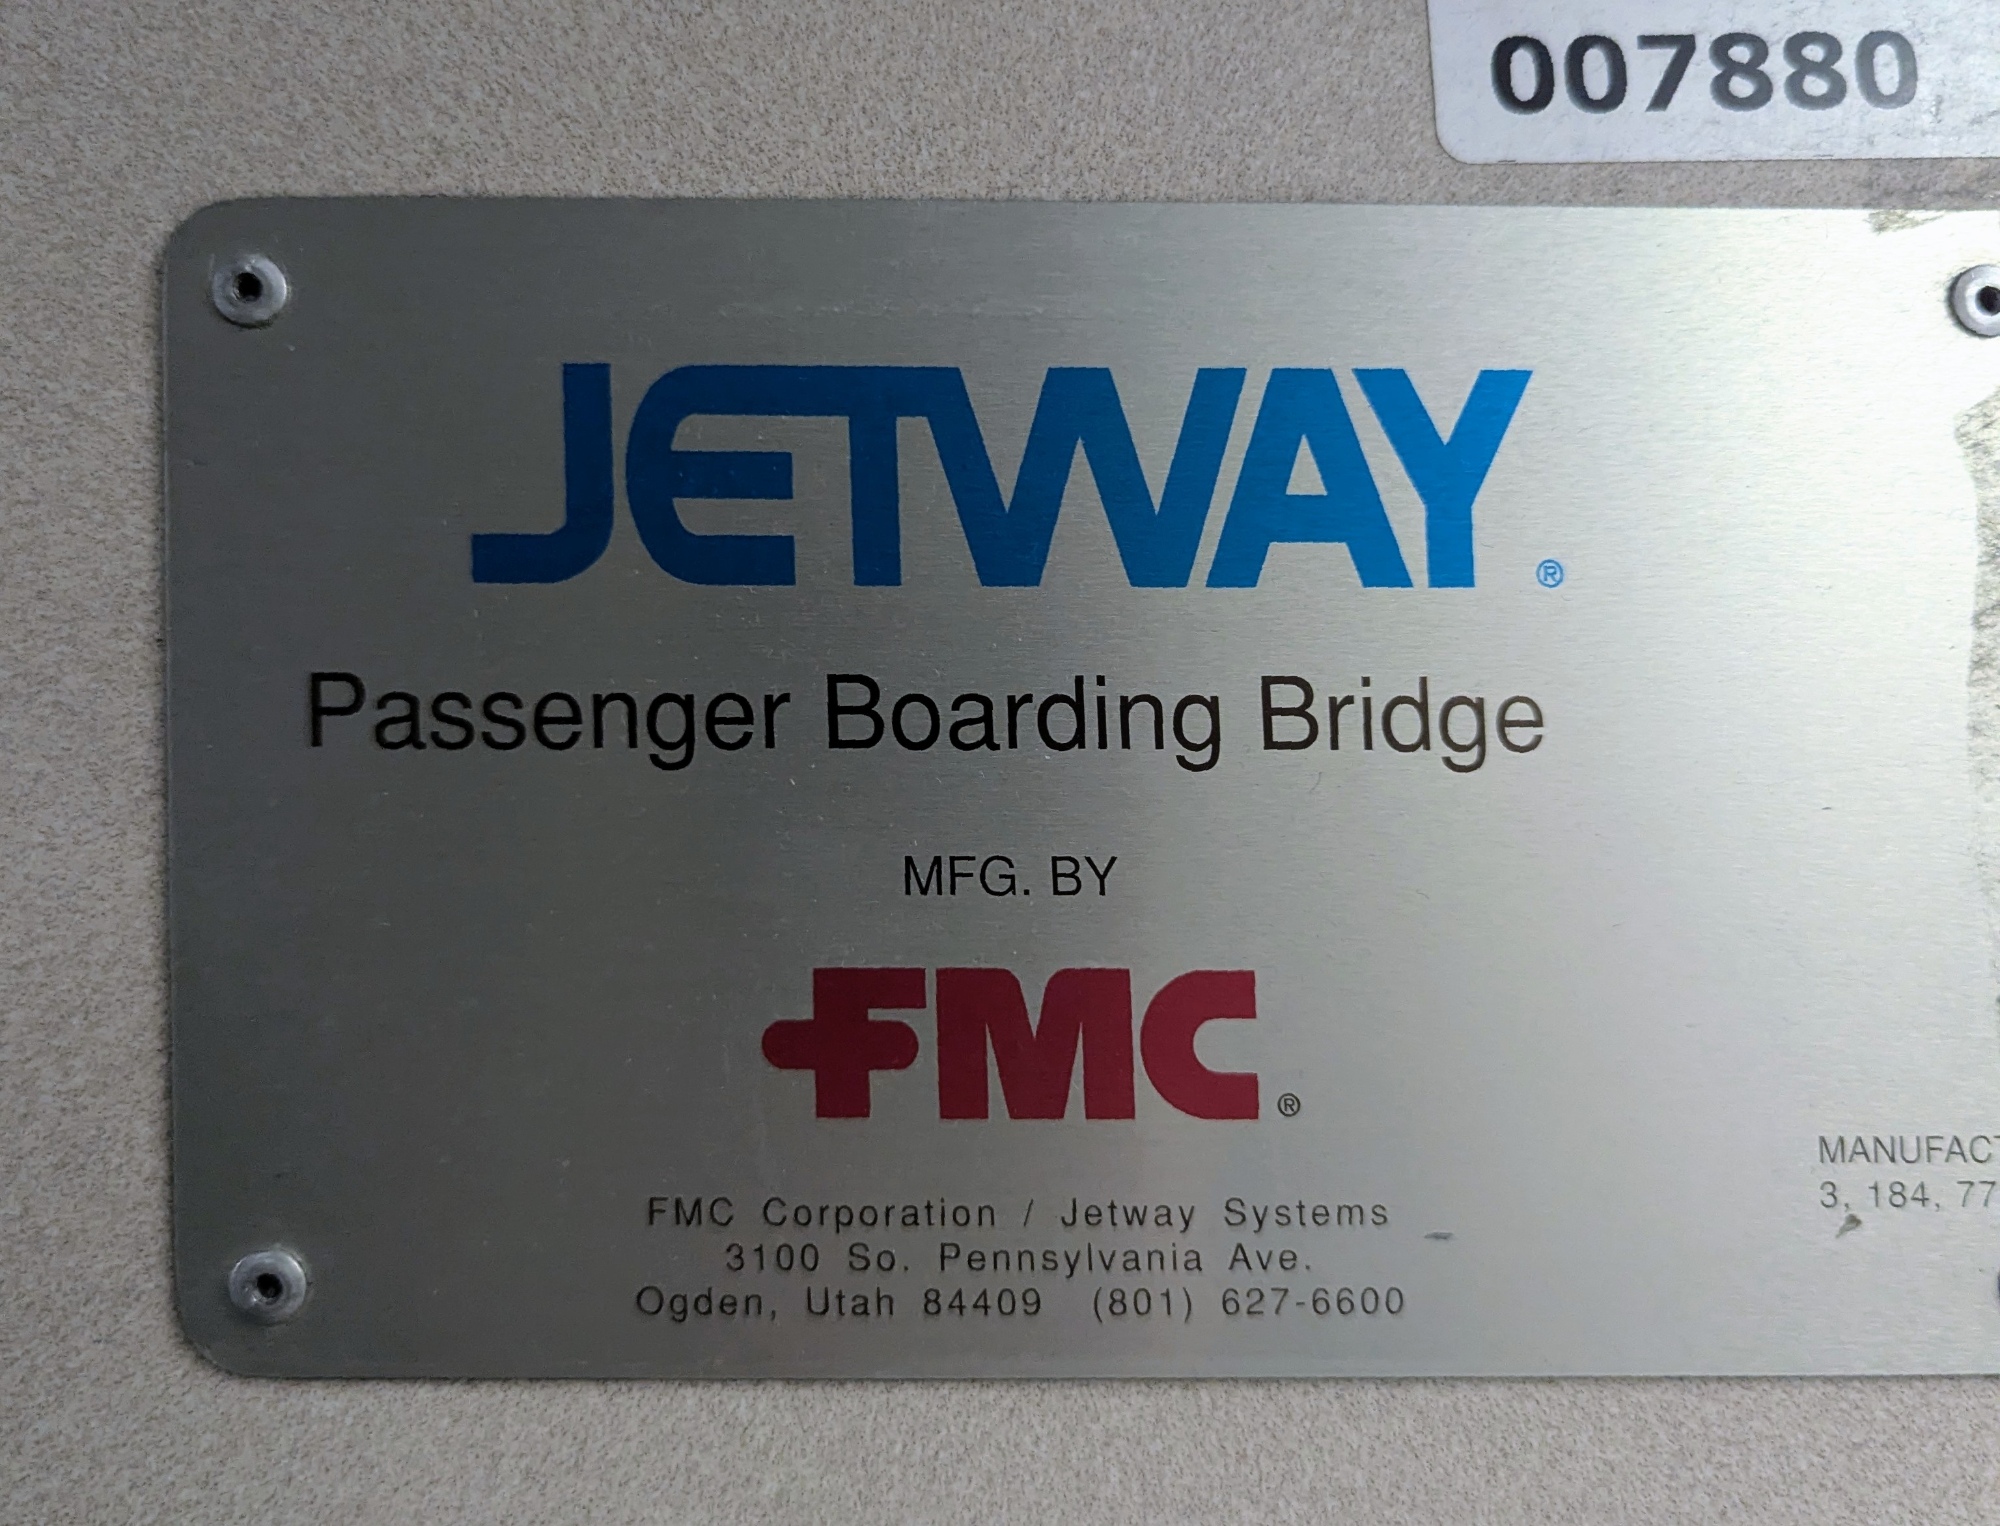 007880
JETWAY®
Passenger Boarding Bridge
MFG. BY
FMC®
FMC Corporation / Jetway Systems
3100 So. Pennsylvania Ave.
Ogden, Utah 84409 (801) 627-6600
MANUFACT
3, 184, 77